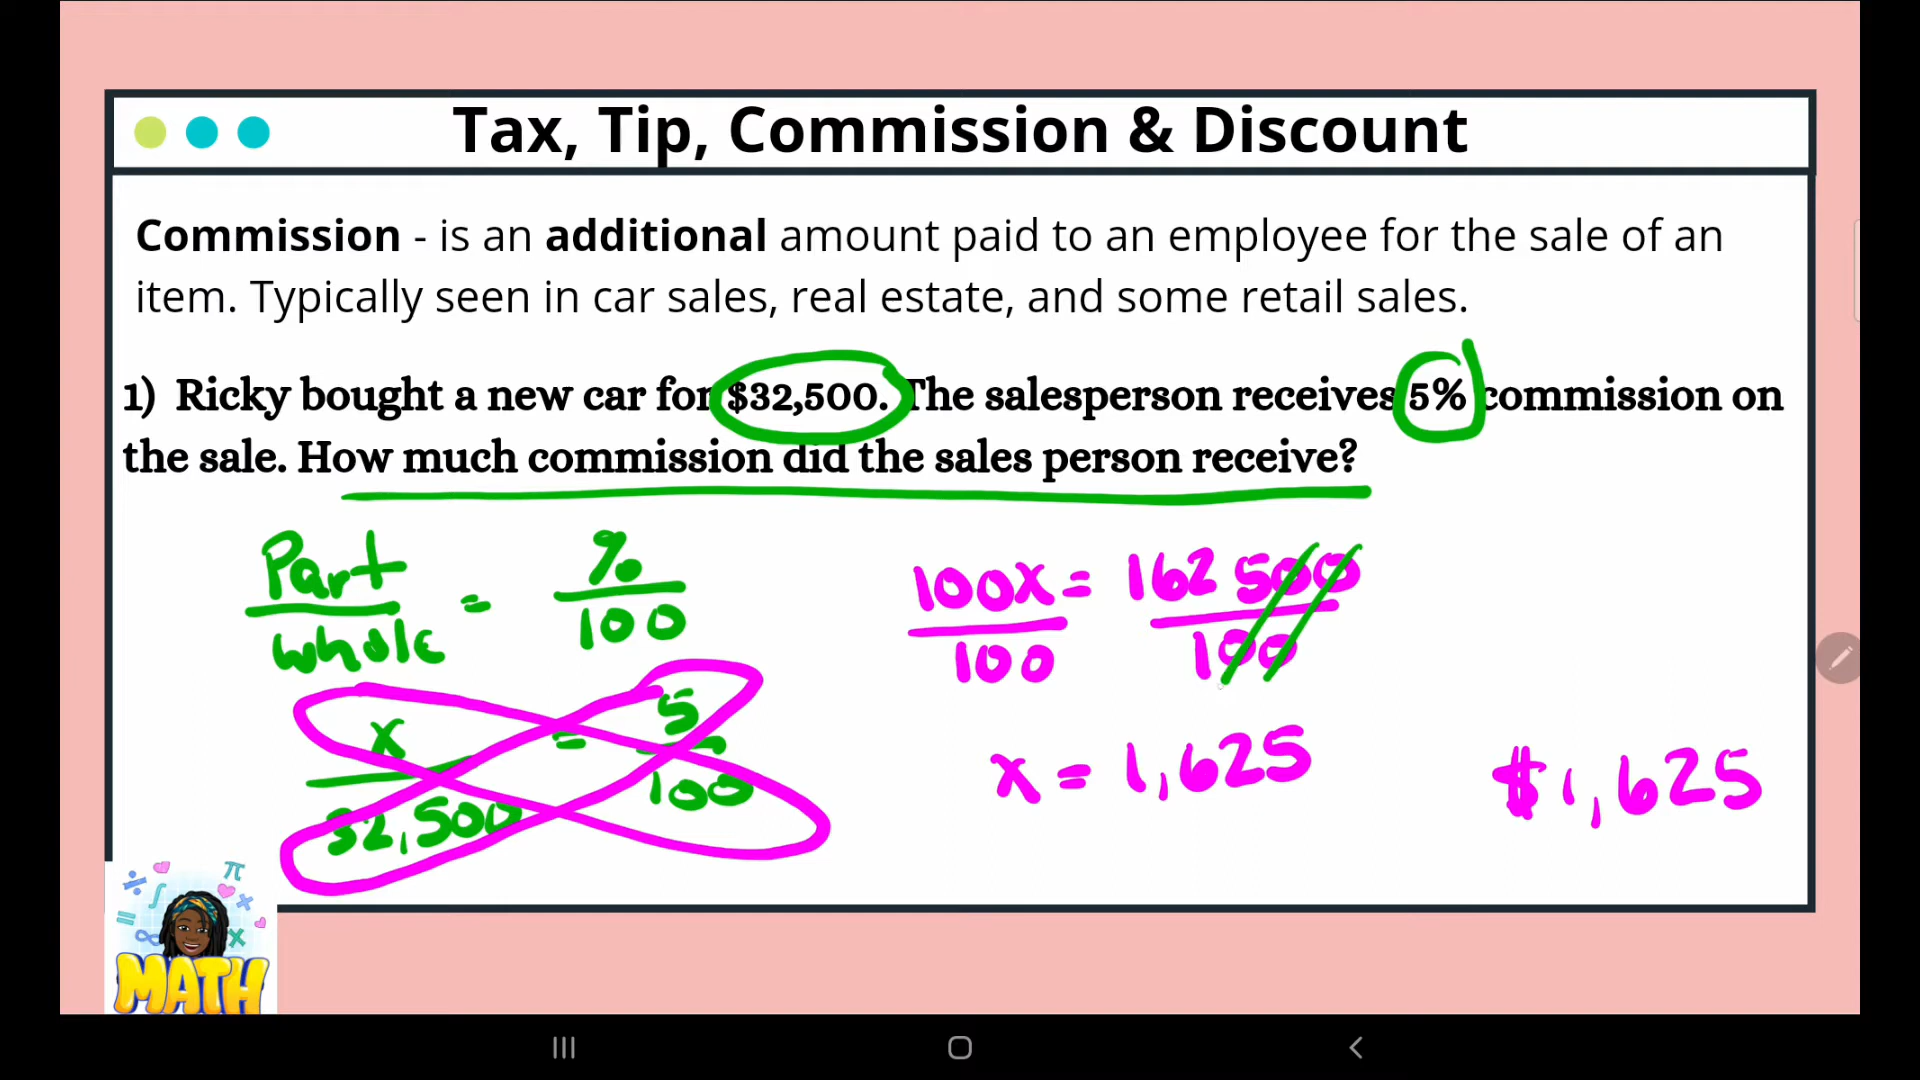 Tax, Tip, Commission & Discount
Commission - is an additional amount paid to an employee for the sale of an
item. Typically seen in car sales, real estate, and some retail sales.
1) Ricky bought a new car for $32,500. The salesperson receives 5% commission on
the sale. How much commission did the sales person receive?
Part = %
whole 100
x = 5
32,500 100
100x = 162 500
100 100
x = 1,625
$1,625
÷ π
∫ ×
= ∞ ×
MATH